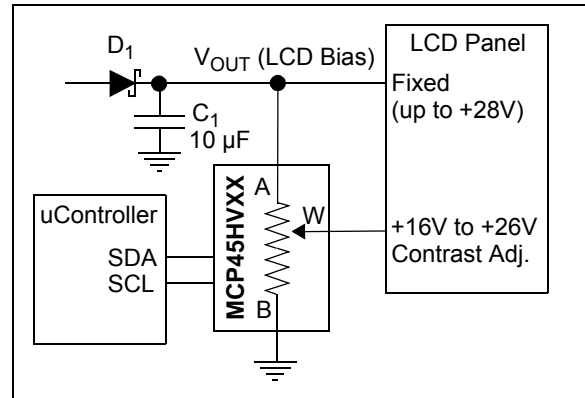 D1
VOUT (LCD Bias)
C1
10 µF
LCD Panel
Fixed
(up to +28V)
+16V to +26V
Contrast Adj.
uController
SDA
SCL
MCP45HVXX
A
W
B